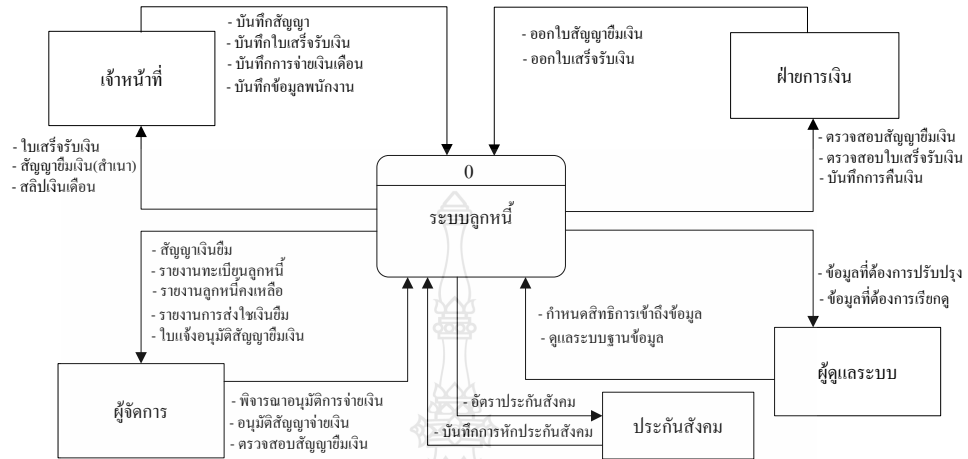 - บันทึกสัญญา
- บันทึกใบเสร็จรับเงิน
- บันทึกการจ่ายเงินเดือน
- บันทึกข้อมูลพนักงาน
เจ้าหน้าที่
- ออกใบสัญญายืมเงิน
- ออกใบเสร็จรับเงิน
ฝ่ายการเงิน
- ใบเสร็จรับเงิน
- สัญญายืมเงิน(สำเนา)
- สลิปเงินเดือน
- ตรวจสอบสัญญายืมเงิน
- ตรวจสอบใบเสร็จรับเงิน
- บันทึกการคืนเงิน
0
ระบบลูกหนี้
- สัญญาเงินยืม
- รายงานทะเบียนลูกหนี้
- รายงานลูกหนี้คงเหลือ
- รายงานการส่งใช้เงินยืม
- ใบแจ้งอนุมัติสัญญายืมเงิน
- ข้อมูลที่ต้องการปรับปรุง
- ข้อมูลที่ต้องการเรียกดู
- กำหนดสิทธิการเข้าถึงข้อมูล
- ดูแลระบบฐานข้อมูล
ผู้ดูแลระบบ
ผู้จัดการ
- พิจารณาอนุมัติการจ่ายเงิน
- อนุมัติสัญญาจ่ายเงิน
- ตรวจสอบสัญญายืมเงิน
- อัตราประกันสังคม
- บันทึกการหักประกันสังคม
ประกันสังคม